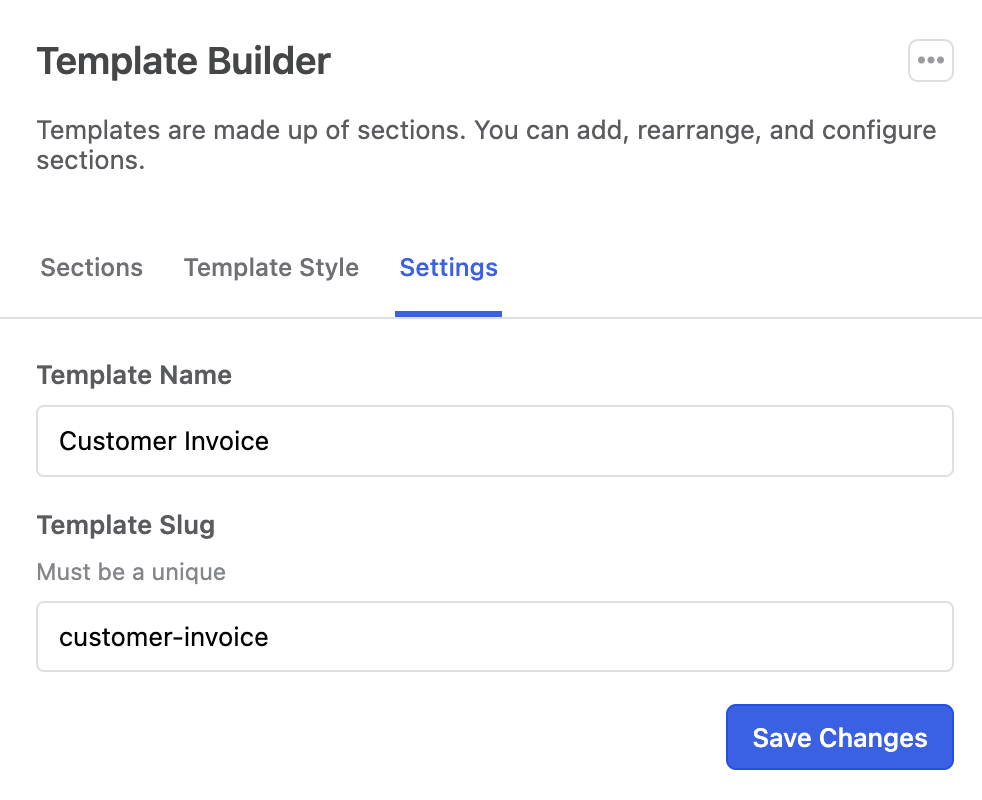 Template Builder
Templates are made up of sections. You can add, rearrange, and configure
sections.
Sections Template Style Settings
Template Name
Customer Invoice
Template Slug
Must be a unique
customer-invoice
Save Changes